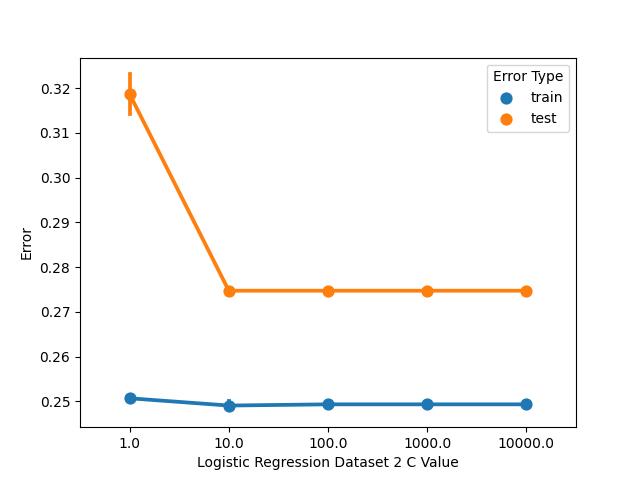 Error Type
train
test
0.32
0.31
0.30
0.29
0.28
0.27
0.26
0.25
Error
1.0 10.0 100.0 1000.0 10000.0
Logistic Regression Dataset 2 C Value